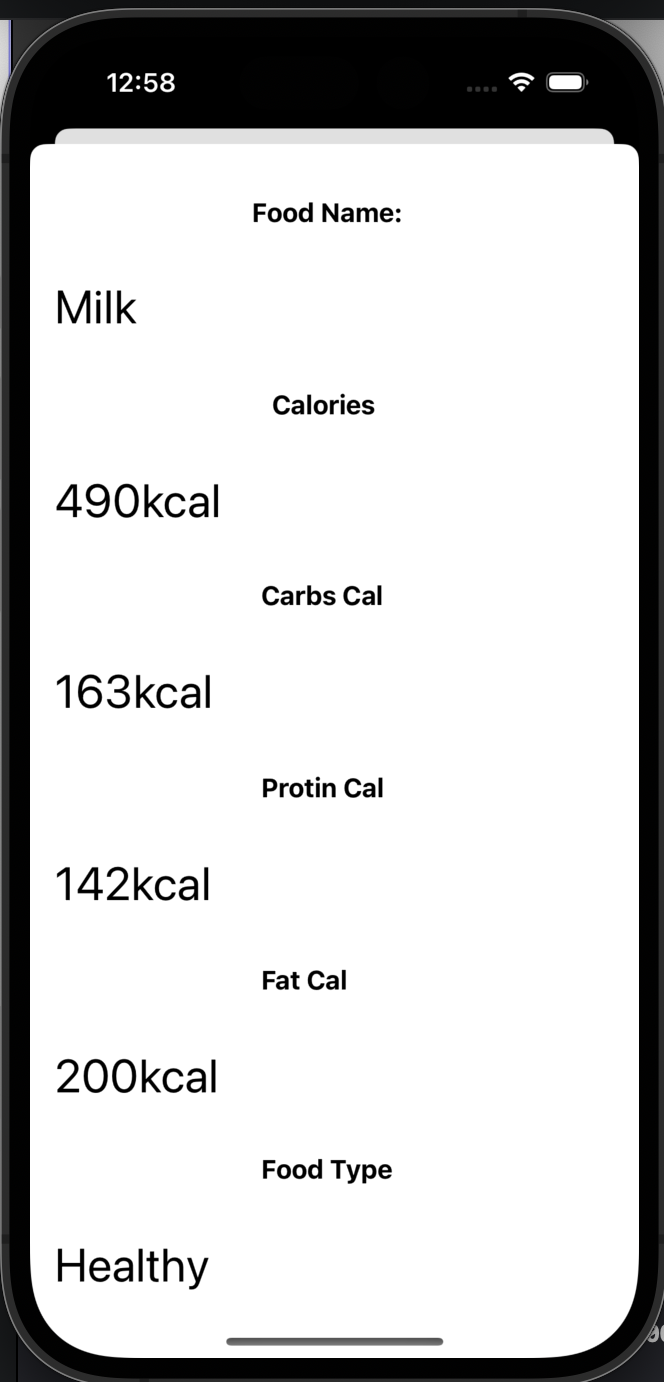 12:58
Food Name:
Milk
Calories
490kcal
Carbs Cal
163kcal
Protin Cal
142kcal
Fat Cal
200kcal
Food Type
Healthy